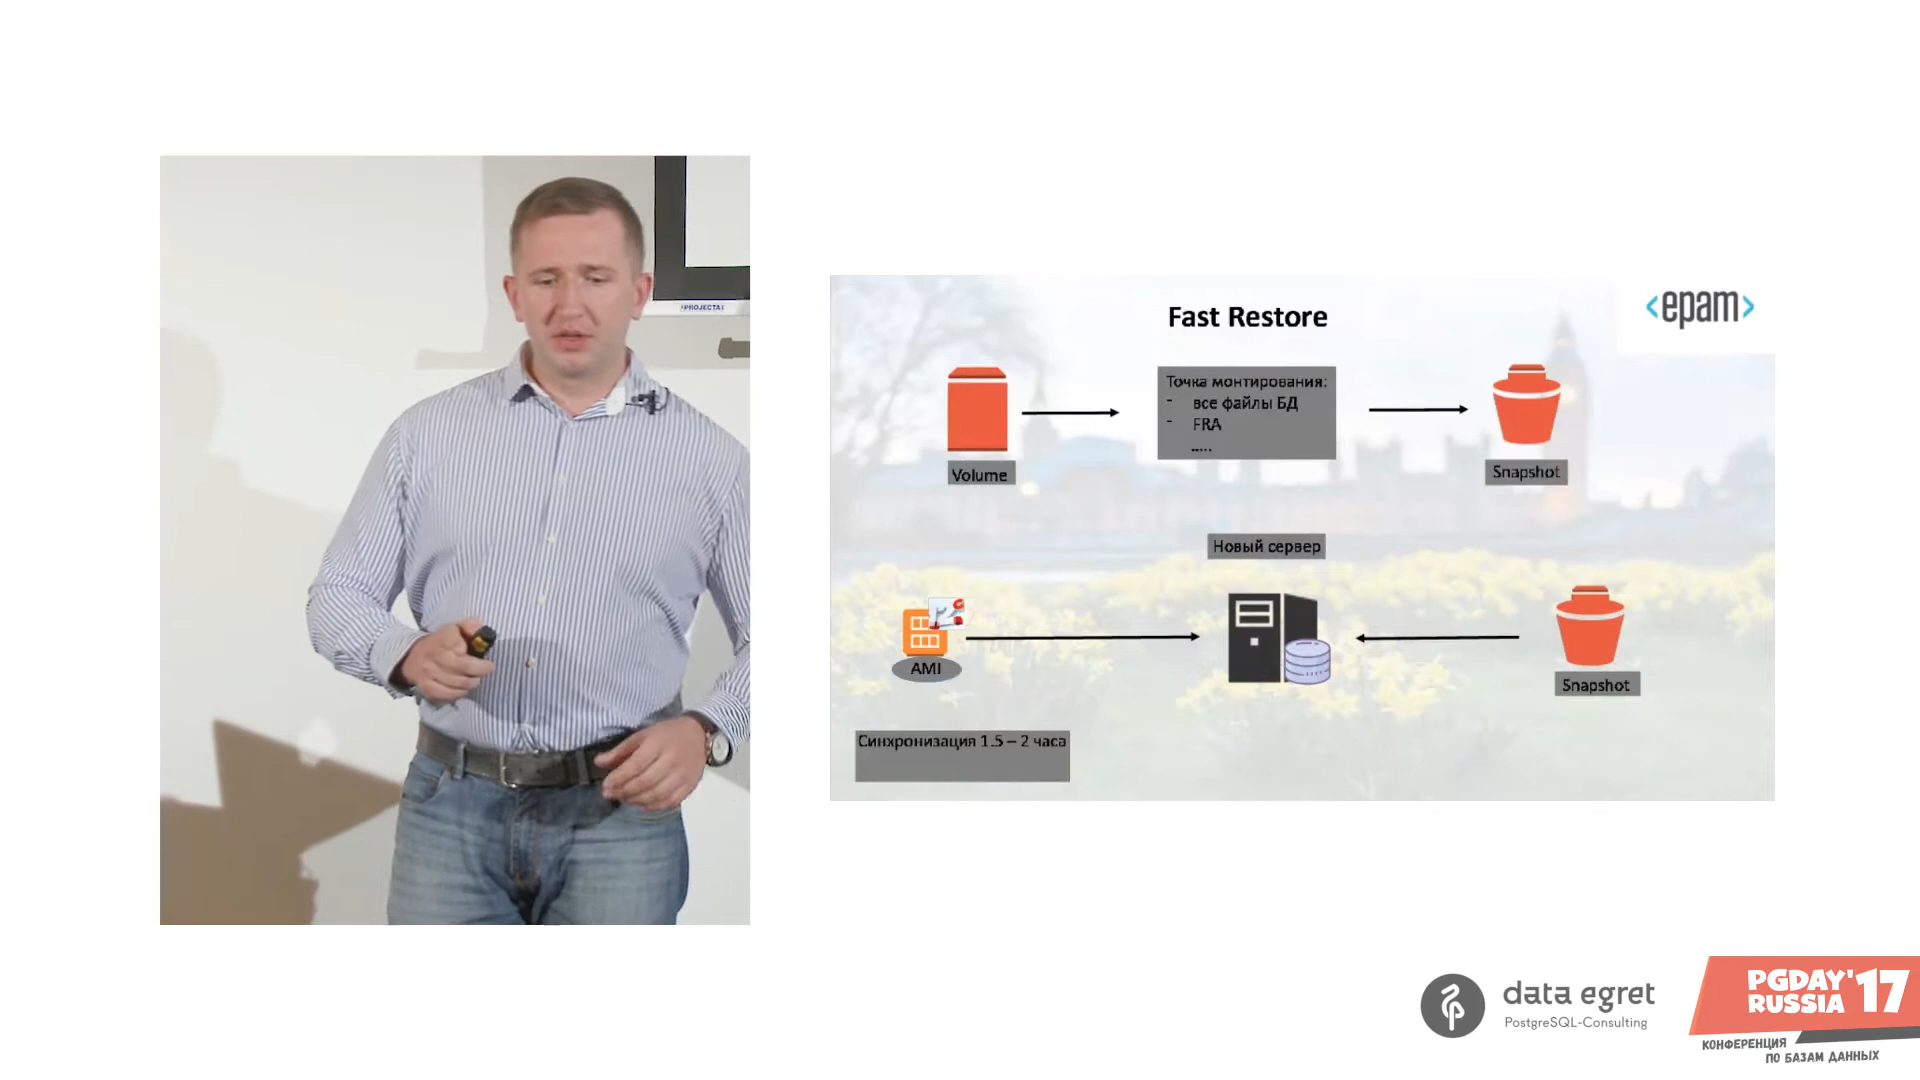 PROJECTA
Fast Restore
<epam>
Точка монтирования:
- все файлы БД
- FRA
.....
Volume
Snapshot
Новый сервер
AMI
Snapshot
Синхронизация 1.5 – 2 часа
data egret
PostgreSQL-Consulting
PGDAY'17
RUSSIA
КОНФЕРЕНЦИЯ
ПО БАЗАМ ДАННЫХ